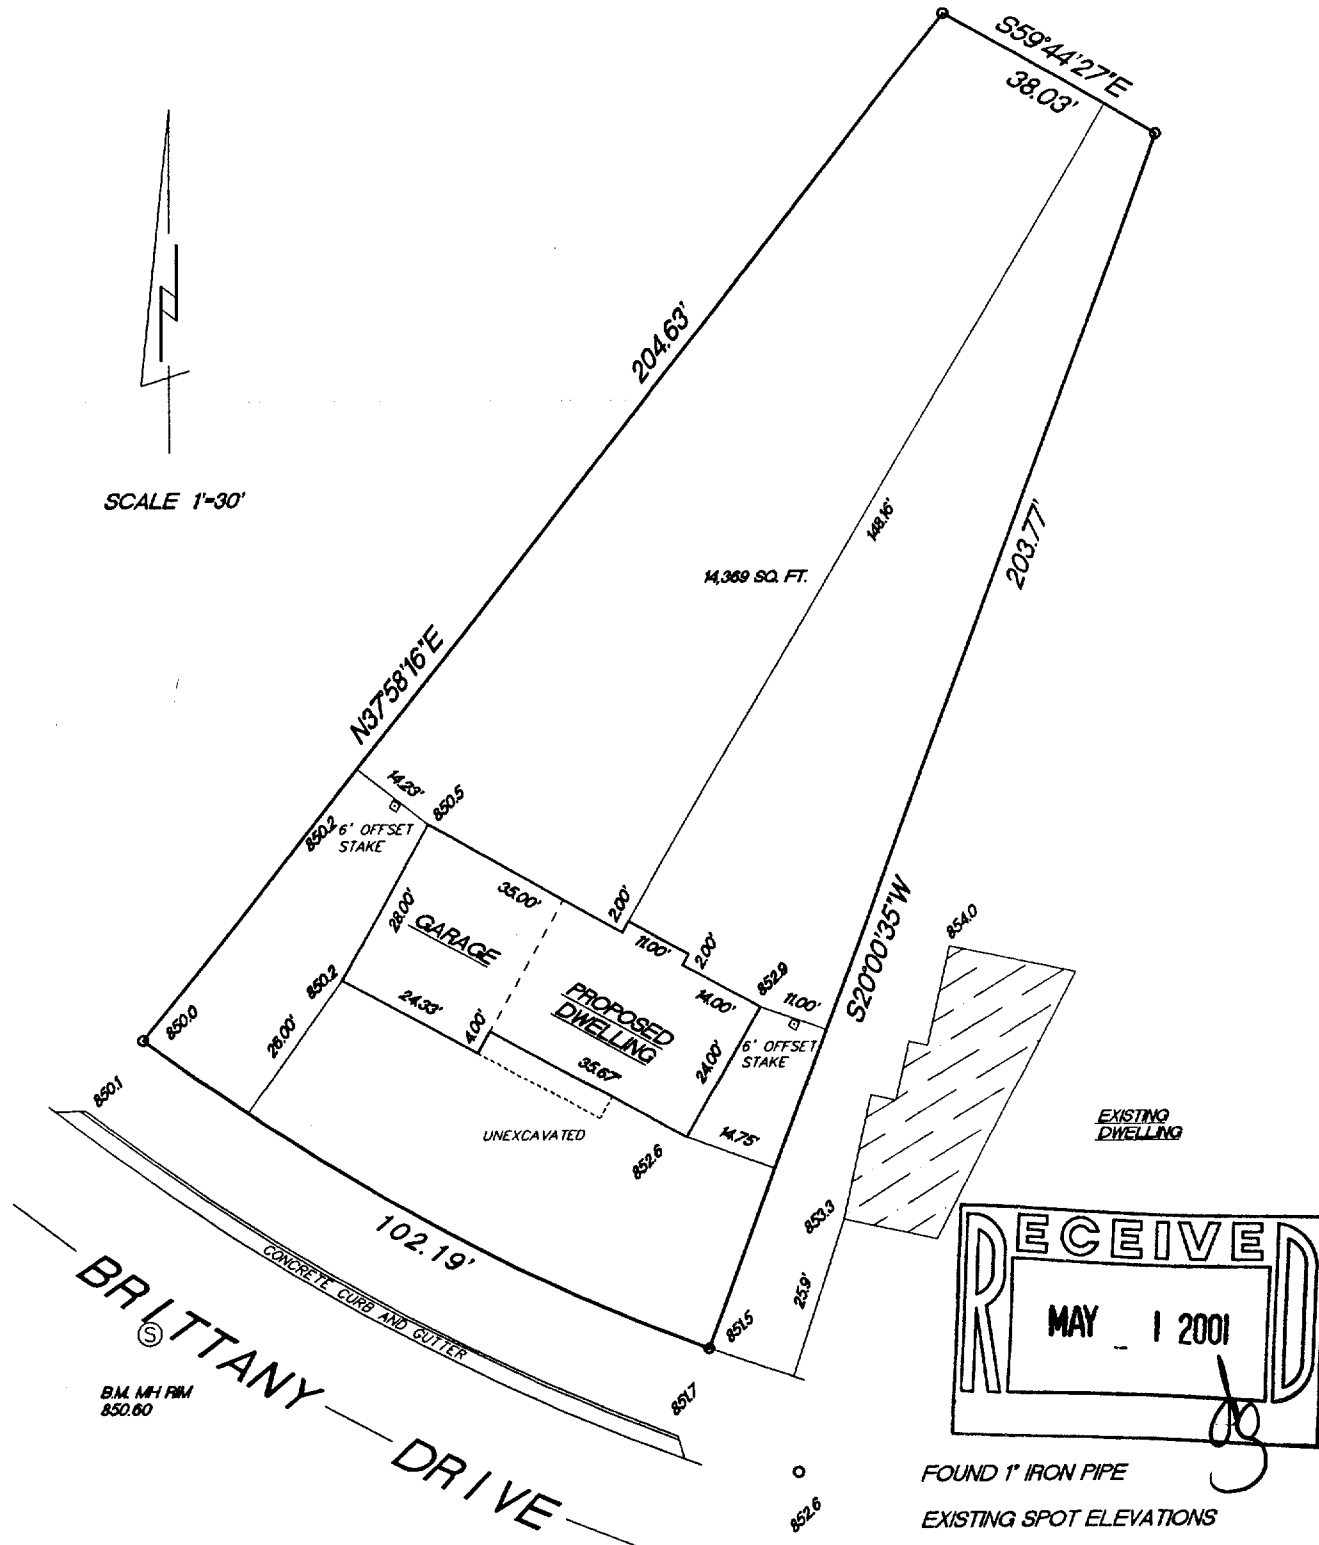 S59°44'27"E
38.03'
204.63'
SCALE 1'=30'
148.16'
203.77'
14,369 SQ. FT.
N37°58'16"E
14.23'
850.5
850.2
6' OFFSET
STAKE
35.00'
2.00'
28.00'
GARAGE
11.00'
2.00'
S20°00'35"W
854.0
852.9
14.00'
11.00'
850.2
24.33'
4.00'
PROPOSED
DWELLING
6' OFFSET
STAKE
24.00'
850.0
26.00'
35.67'
850.1
UNEXCAVATED
852.6
14.75'
EXISTING
DWELLING
853.3
102.19'
CONCRETE CURB AND GUTTER
25.9'
851.5
BRITTANY DRIVE
S
B.M. MH RIM
850.60
851.7
RECEIVED
MAY 1 2001
dg
FOUND 1" IRON PIPE
852.6
EXISTING SPOT ELEVATIONS